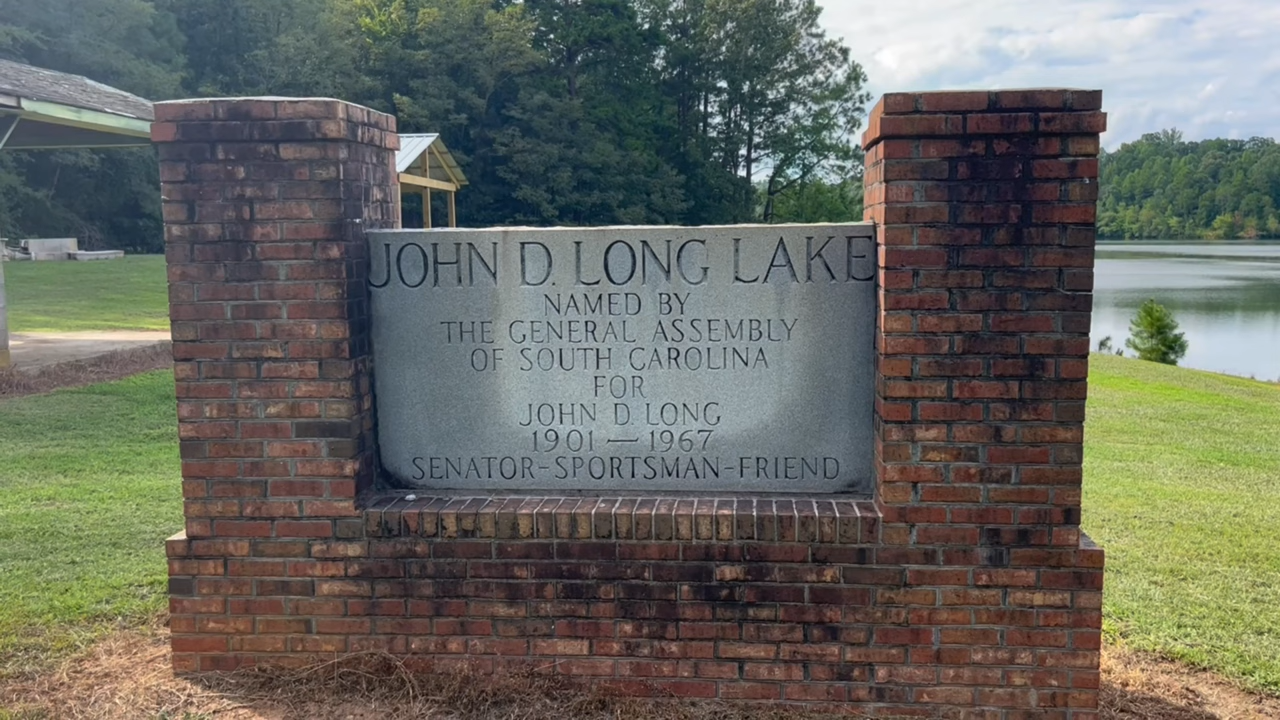 JOHN D. LONG LAKE
NAMED BY
THE GENERAL ASSEMBLY
OF SOUTH CAROLINA
FOR
JOHN D. LONG
1901 — 1967
SENATOR-SPORTSMAN-FRIEND